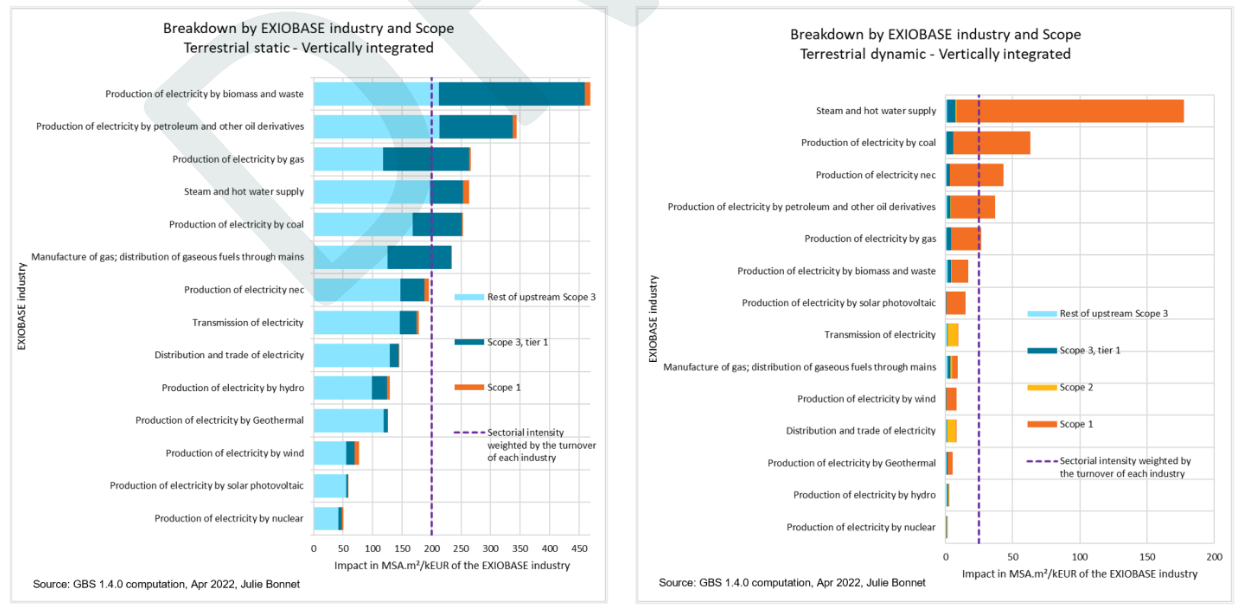 Breakdown by EXIOBASE industry and Scope
Terrestrial static - Vertically integrated
Production of electricity by biomass and waste
Production of electricity by petroleum and other oil derivatives
Production of electricity by gas
Steam and hot water supply
Production of electricity by coal
Manufacture of gas; distribution of gaseous fuels through mains
Production of electricity nec
Transmission of electricity
Distribution and trade of electricity
Production of electricity by hydro
Production of electricity by Geothermal
Production of electricity by wind
Production of electricity by solar photovoltaic
Production of electricity by nuclear
EXIOBASE industry
Rest of upstream Scope 3
Scope 3, tier 1
Scope 1
Sectorial intensity
weighted by the turnover
of each industry
0 50 100 150 200 250 300 350 400 450
Impact in MSA.m²/kEUR of the EXIOBASE industry
Source: GBS 1.4.0 computation, Apr 2022, Julie Bonnet
Breakdown by EXIOBASE industry and Scope
Terrestrial dynamic - Vertically integrated
Steam and hot water supply
Production of electricity by coal
Production of electricity nec
Production of electricity by petroleum and other oil derivatives
Production of electricity by gas
Production of electricity by biomass and waste
Production of electricity by solar photovoltaic
Transmission of electricity
Manufacture of gas; distribution of gaseous fuels through mains
Production of electricity by wind
Distribution and trade of electricity
Production of electricity by Geothermal
Production of electricity by hydro
Production of electricity by nuclear
EXIOBASE industry
Rest of upstream Scope 3
Scope 3, tier 1
Scope 2
Scope 1
Sectorial intensity weighted by
the turnover of each industry
0 50 100 150 200
Impact in MSA.m²/kEUR of the EXIOBASE industry
Source: GBS 1.4.0 computation, Apr 2022, Julie Bonnet